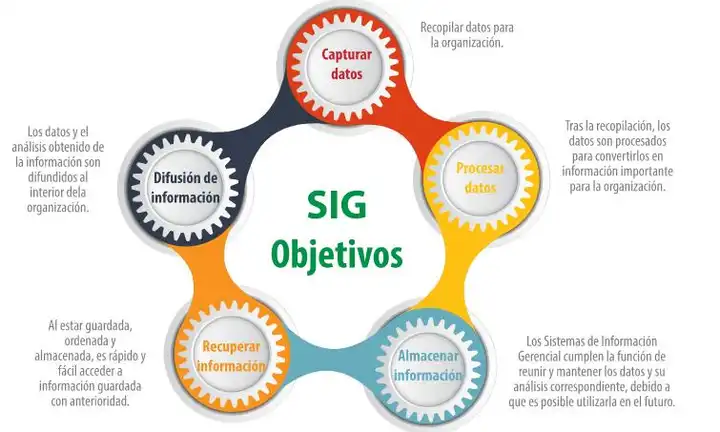 Capturar
datos
Recopilar datos para
la organización.
Procesar
datos
Tras la recopilación, los
datos son procesados
para convertirlos en
información importante
para la organización.
Almacenar
información
Los Sistemas de Información
Gerencial cumplen la función de
reunir y mantener los datos y su
análisis correspondiente, debido a
que es posible utilizarla en el futuro.
Recuperar
información
Al estar guardada,
ordenada y
almacenada, es rápido y
fácil acceder a
información guardada
con anterioridad.
Difusión de
información
Los datos y el
análisis obtenido de
la información son
difundidos al
interior dela
organización.
SIG
Objetivos